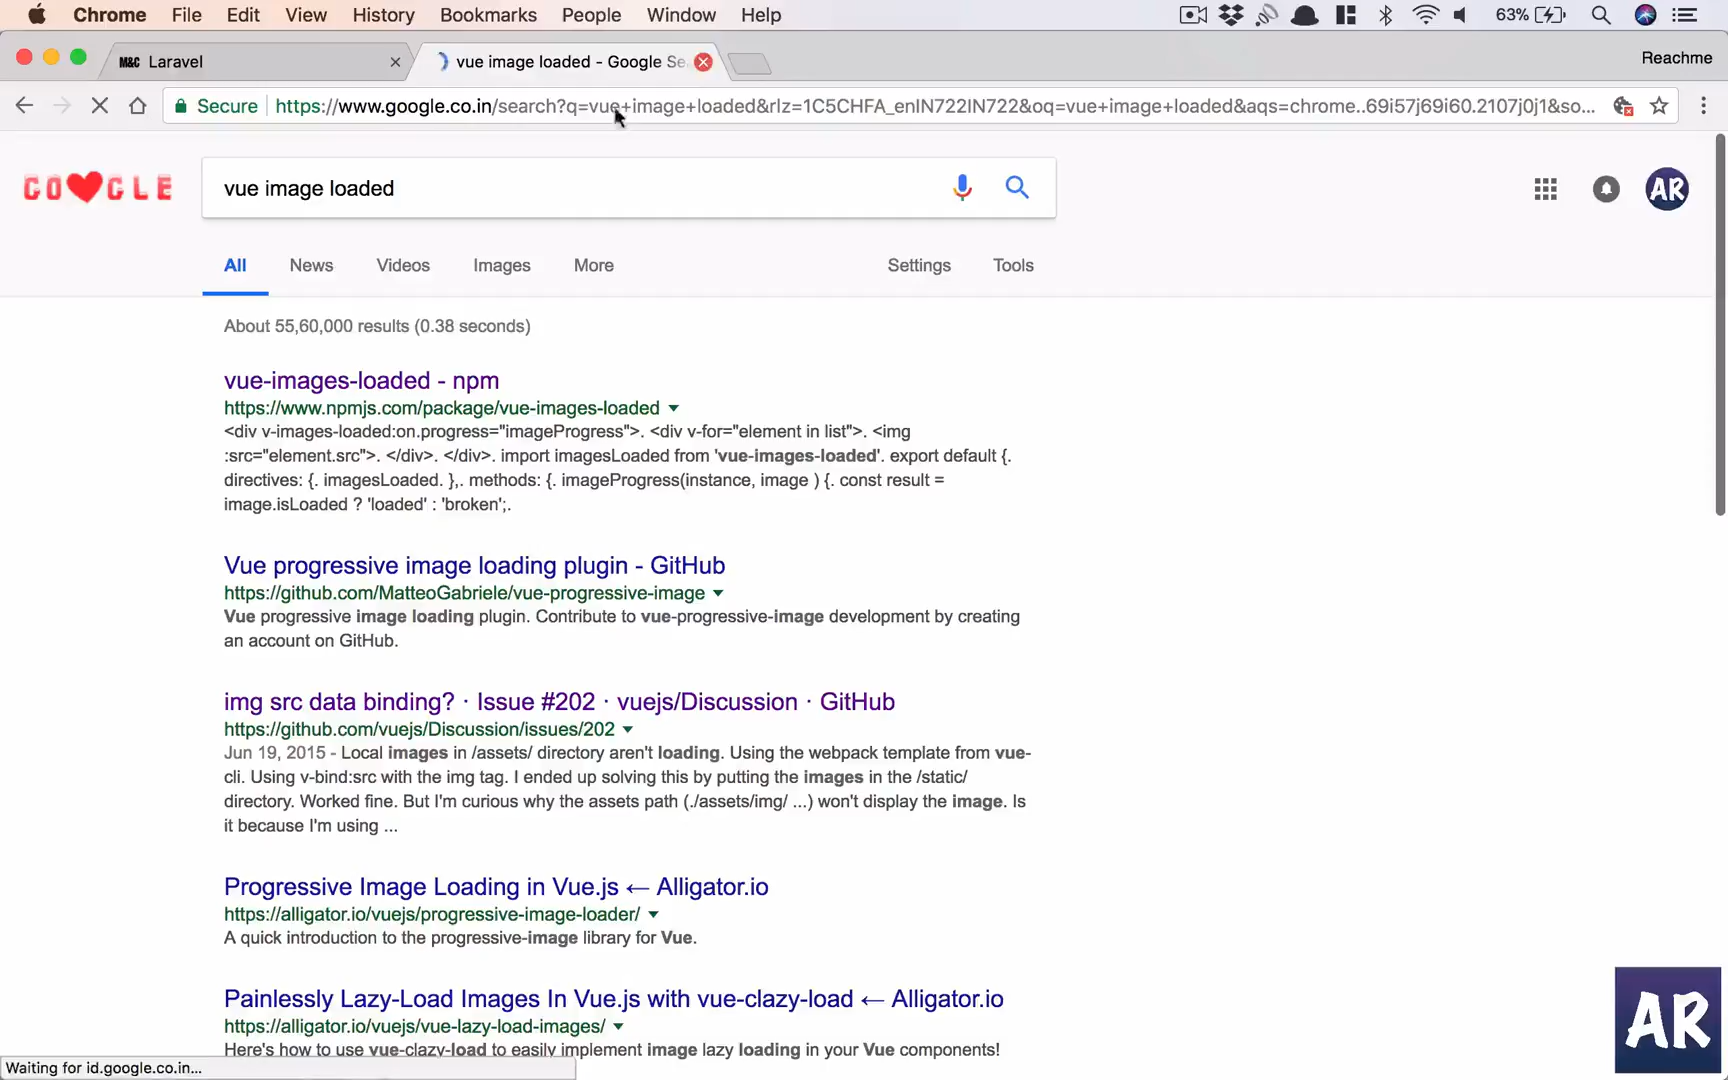 Chrome File Edit View History Bookmarks People Window Help 63%
M&C Laravel vue image loaded - Google Se Reachme
Secure https://www.google.co.in/search?q=vue+image+loaded&rlz=1C5CHFA_enIN722IN722&oq=vue+image+loaded&aqs=chrome..69i57j69i60.2107j0j1&so...
GO GLE vue image loaded AR
All News Videos Images More Settings Tools
About 55,60,000 results (0.38 seconds)
vue-images-loaded - npm
https://www.npmjs.com/package/vue-images-loaded
<div v-images-loaded:on.progress="imageProgress">. <div v-for="element in list">. <img
:src="element.src">. </div>. </div>. import imagesLoaded from 'vue-images-loaded'. export default {.
directives: {. imagesLoaded. },. methods: {. imageProgress(instance, image ) {. const result =
image.isLoaded ? 'loaded' : 'broken';.
Vue progressive image loading plugin - GitHub
https://github.com/MatteoGabriele/vue-progressive-image
Vue progressive image loading plugin. Contribute to vue-progressive-image development by creating
an account on GitHub.
img src data binding? · Issue #202 · vuejs/Discussion · GitHub
https://github.com/vuejs/Discussion/issues/202
Jun 19, 2015 - Local images in /assets/ directory aren't loading. Using the webpack template from vue-
cli. Using v-bind:src with the img tag. I ended up solving this by putting the images in the /static/
directory. Worked fine. But I'm curious why the assets path (./assets/img/ ...) won't display the image. Is
it because I'm using ...
Progressive Image Loading in Vue.js ← Alligator.io
https://alligator.io/vuejs/progressive-image-loader/
A quick introduction to the progressive-image library for Vue.
Painlessly Lazy-Load Images In Vue.js with vue-clazy-load ← Alligator.io
https://alligator.io/vuejs/vue-lazy-load-images/
Here's how to use vue-clazy-load to easily implement image lazy loading in your Vue components!
Waiting for id.google.co.in...
AR